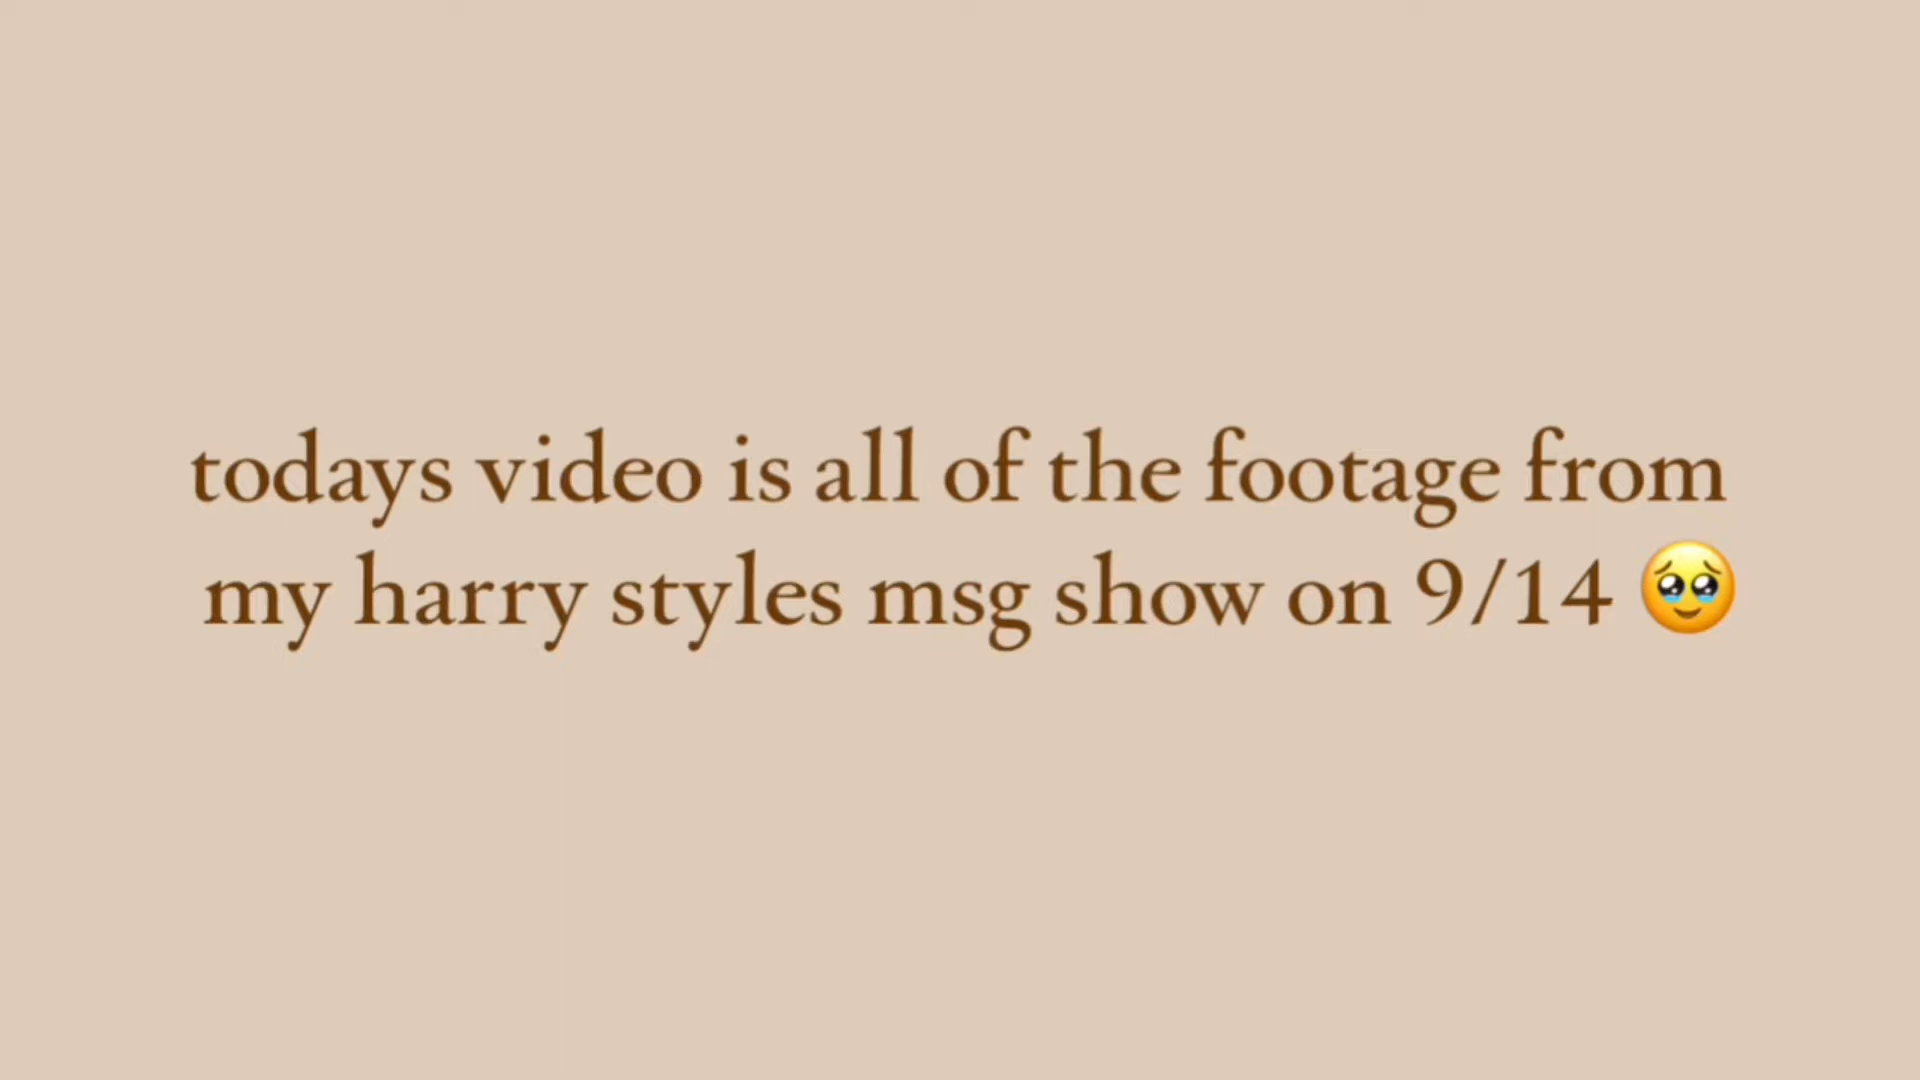 todays video is all of the footage from
my harry styles msg show on 9/14 🥹